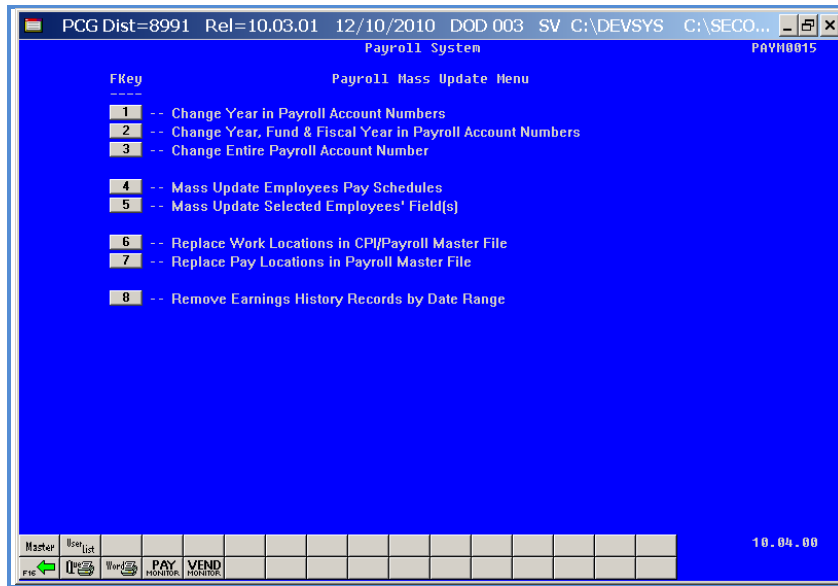 PCG Dist=8991 Rel=10.03.01 12/10/2010 DOD 003 SV C:\DEVSYS C:\SECO...
Payroll System PAYM0015
FKey Payroll Mass Update Menu
----
1 -- Change Year in Payroll Account Numbers
2 -- Change Year, Fund & Fiscal Year in Payroll Account Numbers
3 -- Change Entire Payroll Account Number
4 -- Mass Update Employees Pay Schedules
5 -- Mass Update Selected Employees' Field(s)
6 -- Replace Work Locations in CPI/Payroll Master File
7 -- Replace Pay Locations in Payroll Master File
8 -- Remove Earnings History Records by Date Range
Master User List 10.04.00
F16 Que Word PAY MONITOR VEND MONITOR